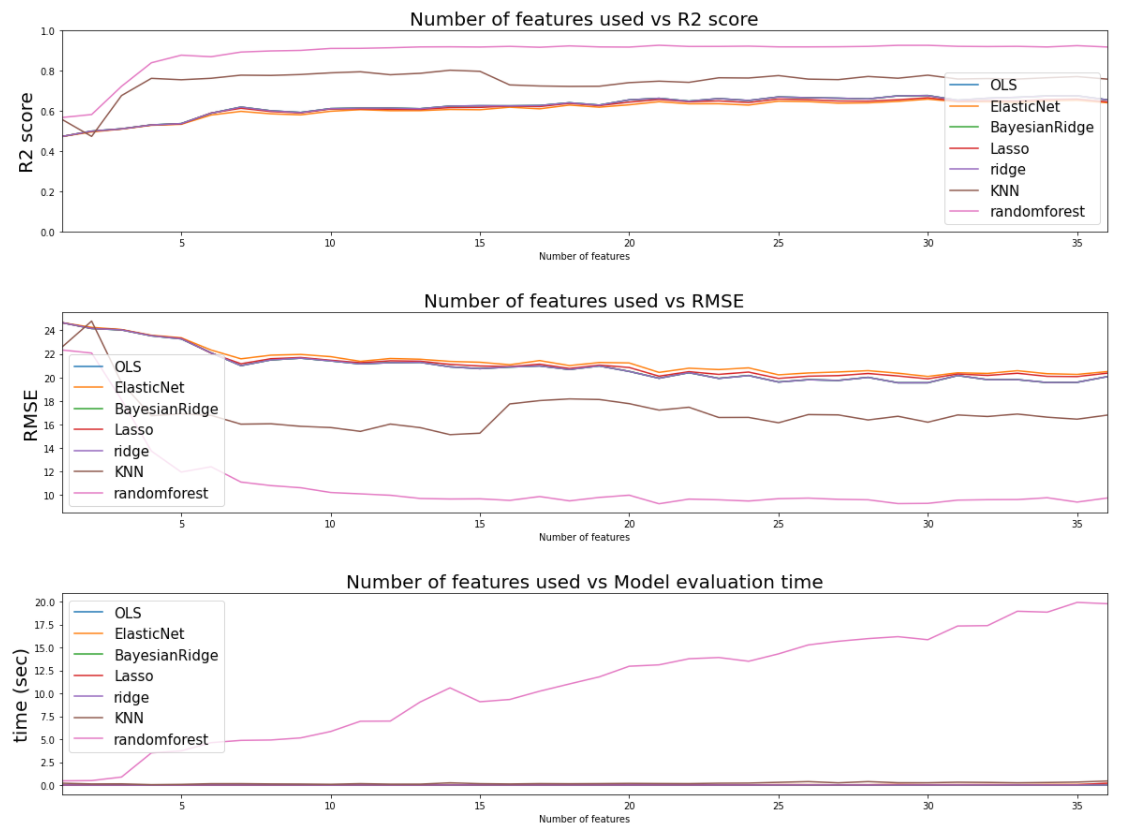 Number of features used vs R2 score
R2 score
1.0
0.8
0.6
0.4
0.2
0.0
OLS
ElasticNet
BayesianRidge
Lasso
ridge
KNN
randomforest
5 10 15 20 25 30 35
Number of features
Number of features used vs RMSE
RMSE
24
22
20
18
16
14
12
10
OLS
ElasticNet
BayesianRidge
Lasso
ridge
KNN
randomforest
5 10 15 20 25 30 35
Number of features
Number of features used vs Model evaluation time
time (sec)
20.0
17.5
15.0
12.5
10.0
7.5
5.0
2.5
0.0
OLS
ElasticNet
BayesianRidge
Lasso
ridge
KNN
randomforest
5 10 15 20 25 30 35
Number of features